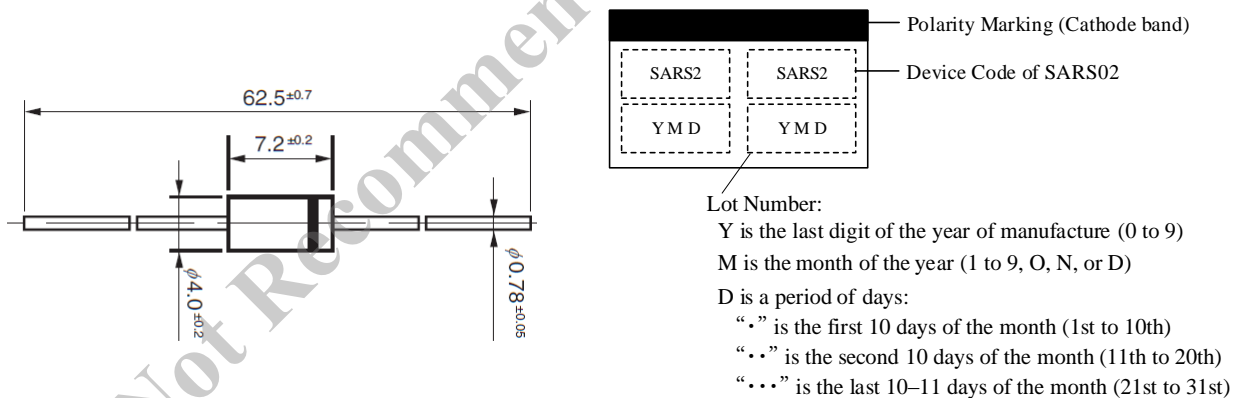 62.5±0.7
7.2±0.2
ϕ4.0±0.2
ϕ0.78±0.05
Not Recommen
Polarity Marking (Cathode band)
SARS2 SARS2
Device Code of SARS02
Y M D Y M D
Lot Number:
Y is the last digit of the year of manufacture (0 to 9)
M is the month of the year (1 to 9, O, N, or D)
D is a period of days:
“·” is the first 10 days of the month (1st to 10th)
“··” is the second 10 days of the month (11th to 20th)
“···” is the last 10–11 days of the month (21st to 31st)